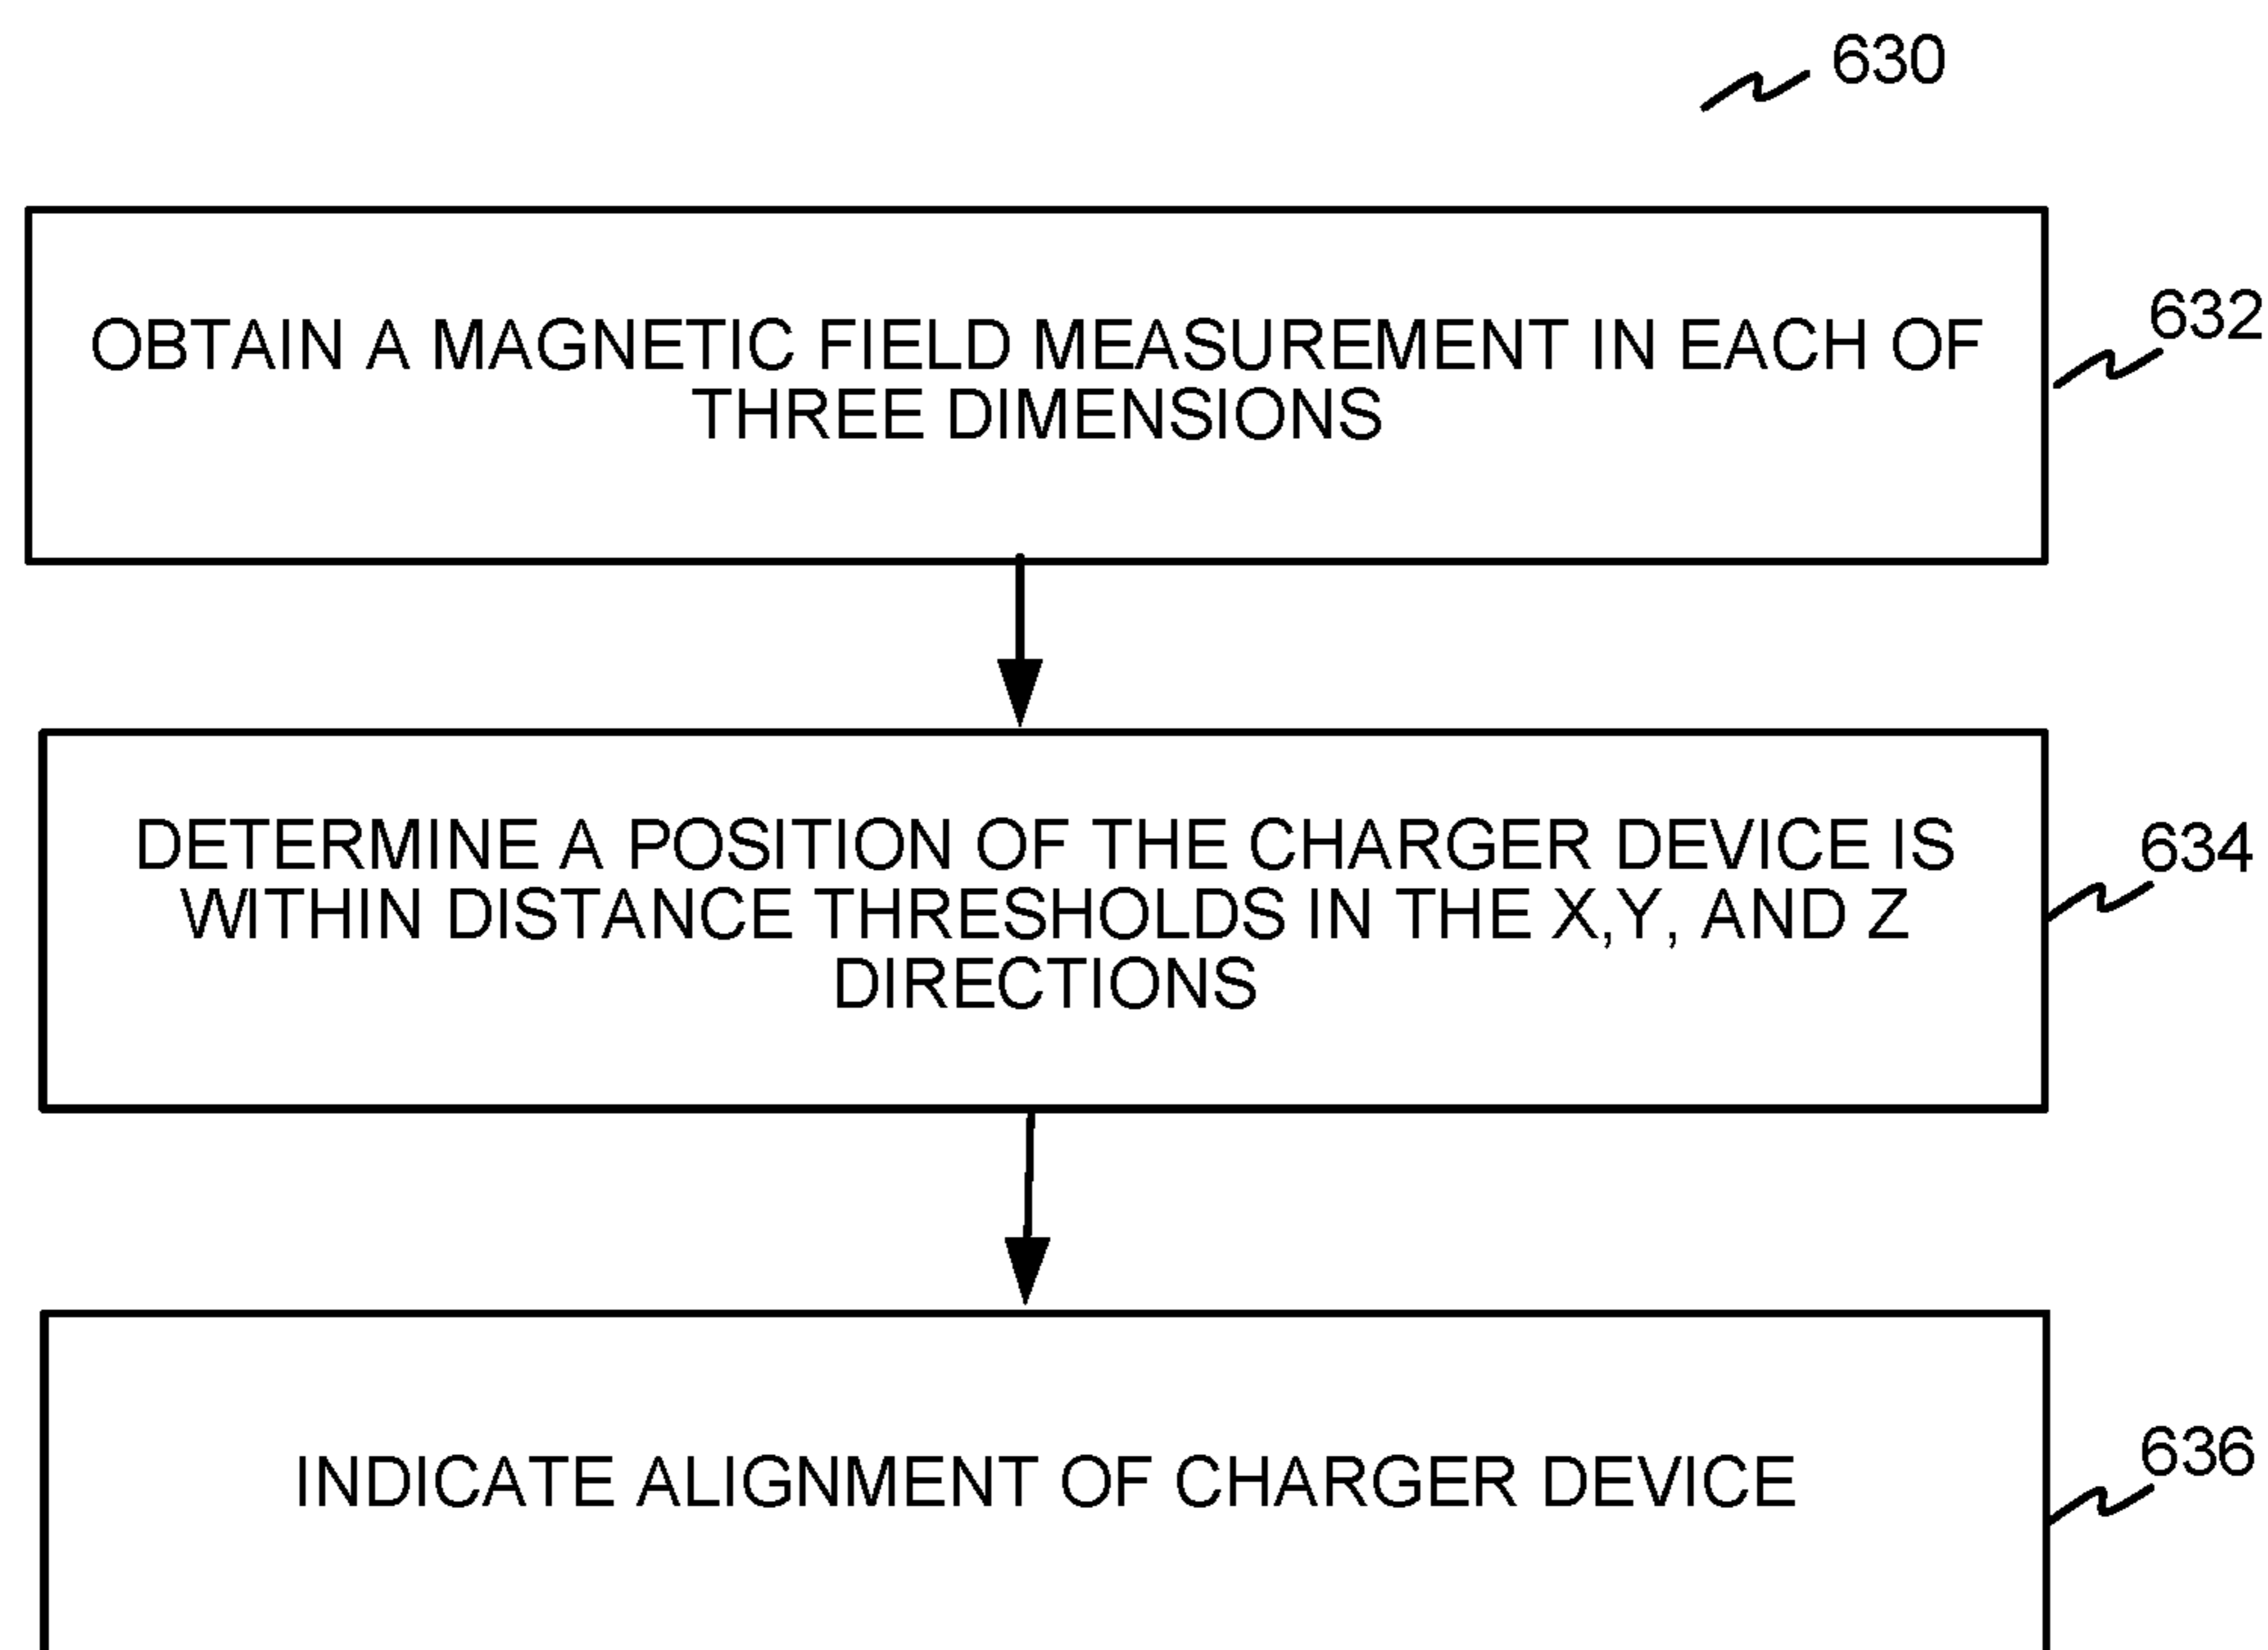 630
OBTAIN A MAGNETIC FIELD MEASUREMENT IN EACH OF
THREE DIMENSIONS
632
DETERMINE A POSITION OF THE CHARGER DEVICE IS
WITHIN DISTANCE THRESHOLDS IN THE X,Y, AND Z
DIRECTIONS
634
INDICATE ALIGNMENT OF CHARGER DEVICE
636